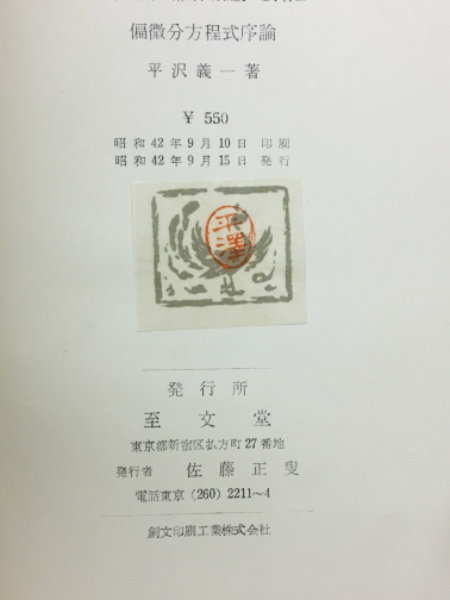 偏微分方程式序論
平沢義一著
¥ 550
昭和42年9月10日 印刷
昭和42年9月15日 発行
平澤
発行所
至文堂
東京都新宿区払方町27番地
発行者 佐藤正叟
電話東京(260)2211~4
創文印刷工業株式会社